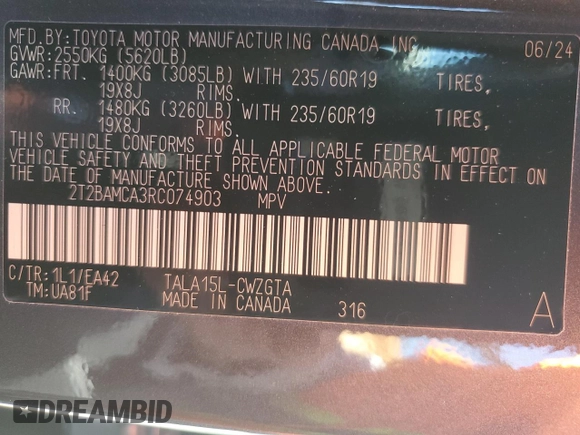 MFD.BY:TOYOTA MOTOR MANUFACTURING CANADA INC. 06/24
GVWR:2550KG (5620LB)
GAWR:FRT. 1400KG (3085LB) WITH 235/60R19 TIRES,
19X8J RIMS.
RR. 1480KG (3260LB) WITH 235/60R19 TIRES,
19X8J RIMS.
THIS VEHICLE CONFORMS TO ALL APPLICABLE FEDERAL MOTOR
VEHICLE SAFETY AND THEFT PREVENTION STANDARDS IN EFFECT ON
THE DATE OF MANUFACTURE SHOWN ABOVE.
2T2BAMCA3RC074903 MPV
C/TR:1L1/EA42 TALA15L-CWZGTA
TM:UA81F MADE IN CANADA 316 A
DREAMBID